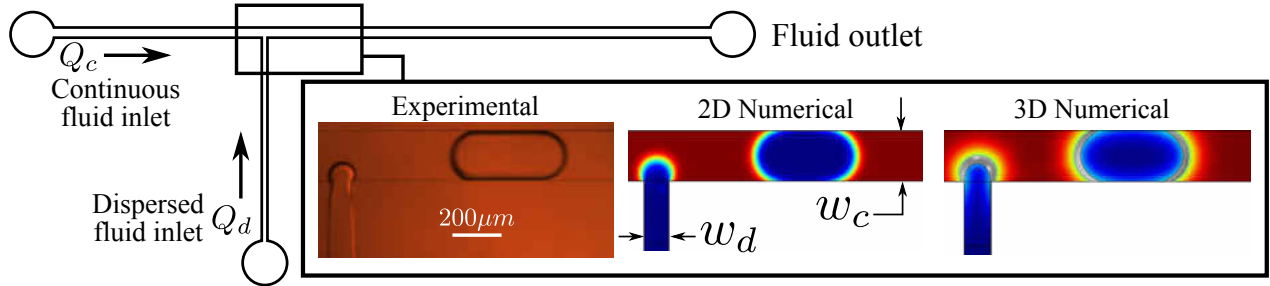 Q_c
Continuous
fluid inlet
Fluid outlet
Dispersed
fluid inlet
Q_d
Experimental
2D Numerical
3D Numerical
200μm
w_d
w_c